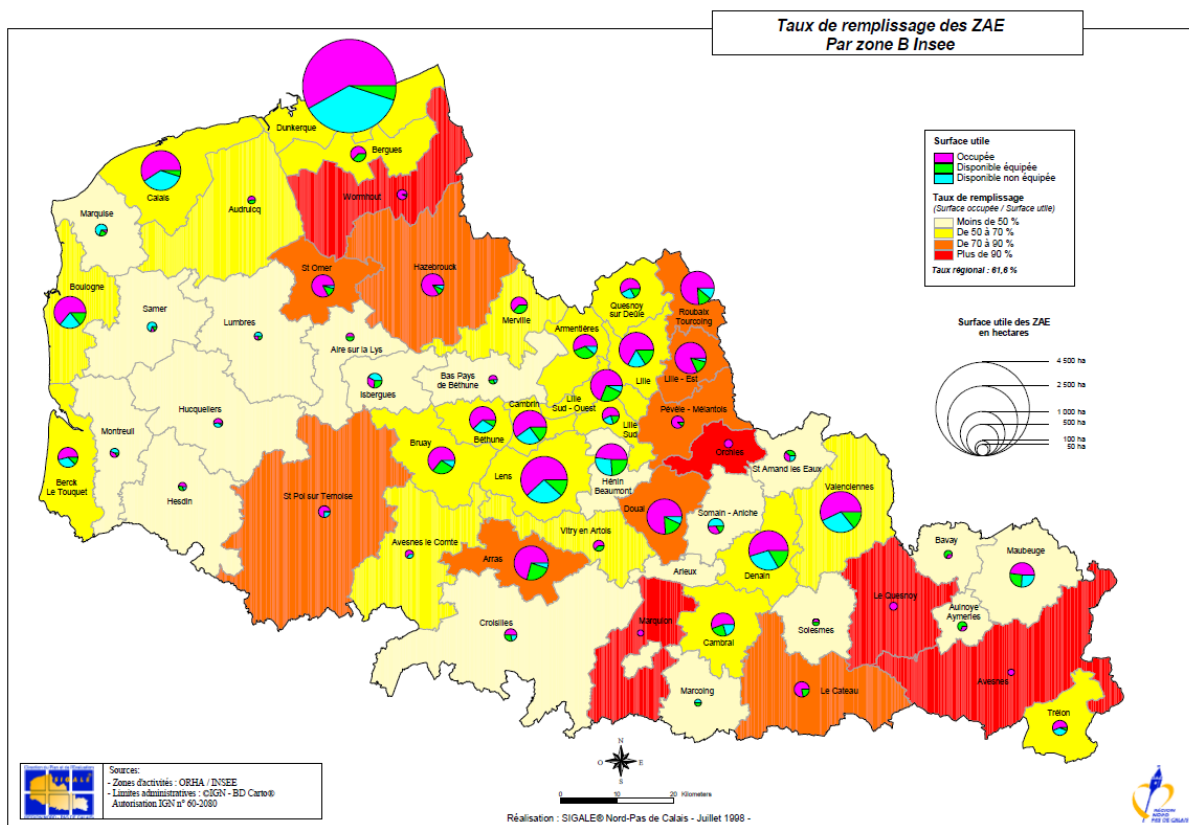 Taux de remplissage des ZAE
Par zone B Insee
Surface utile
Occupée
Disponible équipée
Disponible non équipée
Taux de remplissage
(Surface occupée / Surface utile)
Moins de 50 %
De 50 à 70 %
De 70 à 90 %
Plus de 90 %
Taux régional : 61,6 %
Surface utile des ZAE
en hectares
4 500 ha
2 500 ha
1 000 ha
500 ha
100 ha
50 ha
Dunkerque
Bergues
Calais
Audruicq
Wormhout
Marquise
St Omer
Hazebrouck
Boulogne
Samer
Lumbres
Aire sur la Lys
Merville
Quesnoy
sur Deûle
Roubaix
Tourcoing
Armentières
Lille
Lille - Est
Isbergues
Bas Pays
de Béthune
Lille
Sud - Ouest
Hucqueliers
Cambrin
Béthune
Lille
Sud
Pévèle - Mélantois
Montreuil
Bruay
Orchies
Berck
Le Touquet
Hesdin
St Pol sur Ternoise
Lens
Hénin
Beaumont
St Amand les Eaux
Valenciennes
Douai
Somain - Aniche
Avesnes le Comte
Vitry en Artois
Arras
Arleux
Denain
Bavay
Maubeuge
Croisilles
Marquion
Cambrai
Solesmes
Le Quesnoy
Aulnoye
Aymeries
Marcoing
Le Cateau
Avesnes
Trélon
N
O
E
S
0
10
20
Kilometers
Sources:
- Zones d'activités : ORHA / INSEE
- Limites administratives : ©IGN - BD Carto®
Autorisation IGN n° 60-2080
SIGALE
Réalisation : SIGALE® Nord-Pas de Calais - Juillet 1998 -
NORD
PAS DE CALAIS